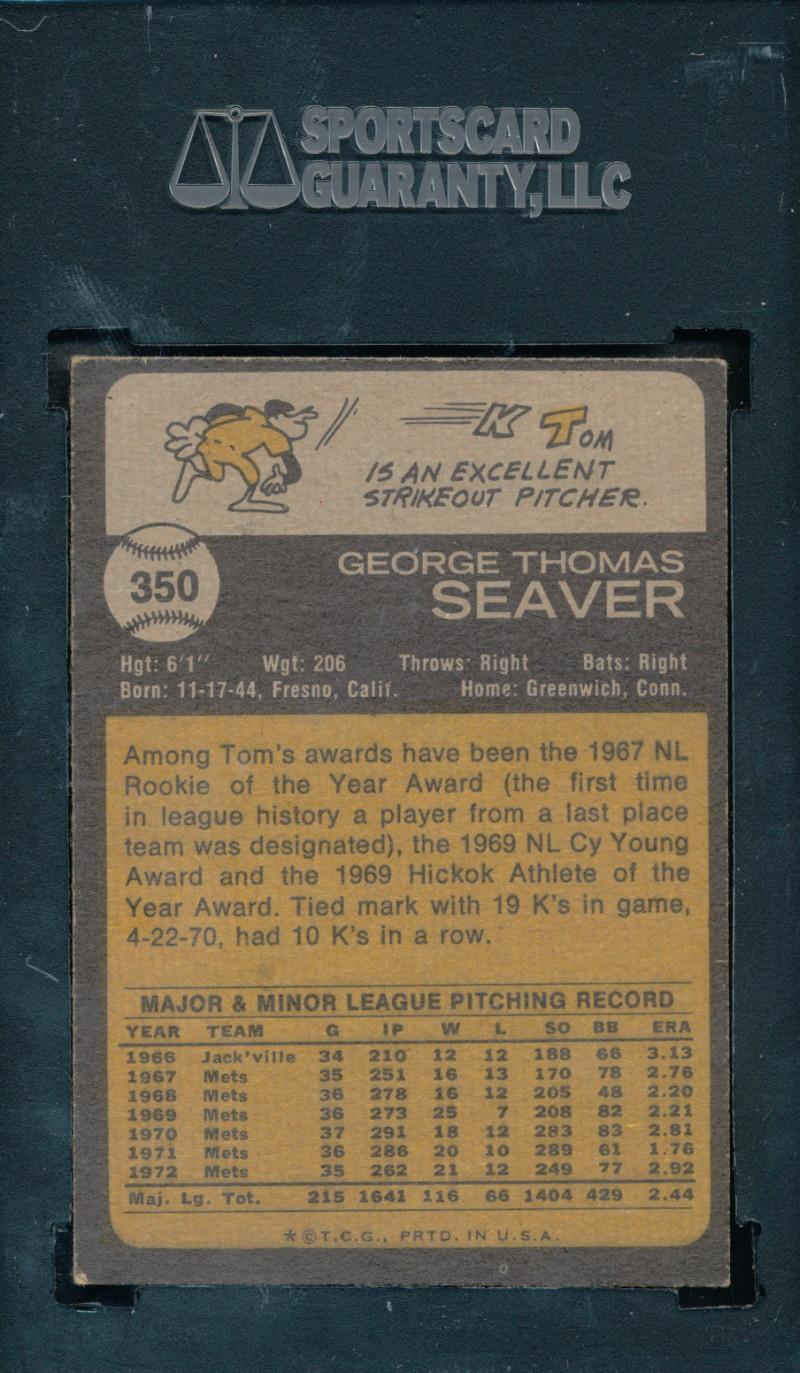 SPORTSCARD
GUARANTY, LLC
K TOM
IS AN EXCELLENT
STRIKEOUT PITCHER.
350
GEORGE THOMAS
SEAVER
Hgt: 6'1" Wgt: 206 Throws: Right Bats: Right
Born: 11-17-44, Fresno, Calif. Home: Greenwich, Conn.
Among Tom's awards have been the 1967 NL
Rookie of the Year Award (the first time
in league history a player from a last place
team was designated), the 1969 NL Cy Young
Award and the 1969 Hickok Athlete of the
Year Award. Tied mark with 19 K's in game,
4-22-70, had 10 K's in a row.
MAJOR & MINOR LEAGUE PITCHING RECORD
YEAR TEAM G IP W L SO BB ERA
1966 Jack'ville 34 210 12 12 188 66 3.13
1967 Mets 35 251 16 13 170 78 2.76
1968 Mets 36 278 16 12 205 48 2.20
1969 Mets 36 273 25 7 208 82 2.21
1970 Mets 37 291 18 12 283 83 2.81
1971 Mets 36 286 20 10 289 61 1.76
1972 Mets 35 262 21 12 249 77 2.92
Maj. Lg. Tot. 215 1641 116 66 1404 429 2.44
*©T.C.G., PRTD. IN U.S.A.